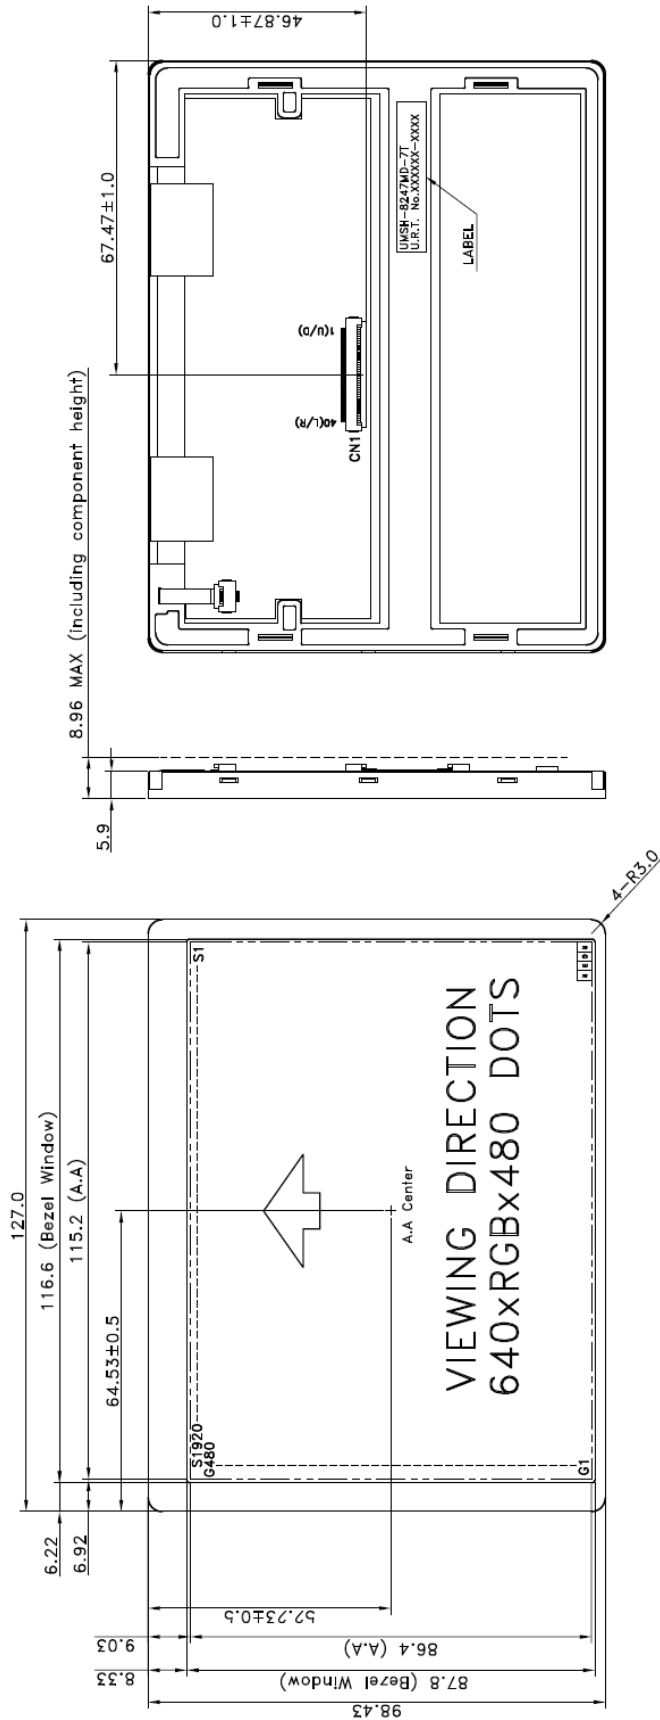 46.87±1.0
67.47±1.0
UMSH-8247MD-7T
U.R.T. No.XXXXXX-XXXX
LABEL
1(U/D)
40(L/R)
CN1
8.96 MAX (including component height)
5.9
4-R3.0
127.0
116.6 (Bezel Window)
115.2 (A.A)
64.53±0.5
6.22
6.92
S1
S1920
G480
G1
R G B R
A.A Center
VIEWING DIRECTION
640xRGBx480 DOTS
52.23±0.5
9.03
86.4 (A.A)
8.33
87.8 (Bezel Window)
98.43